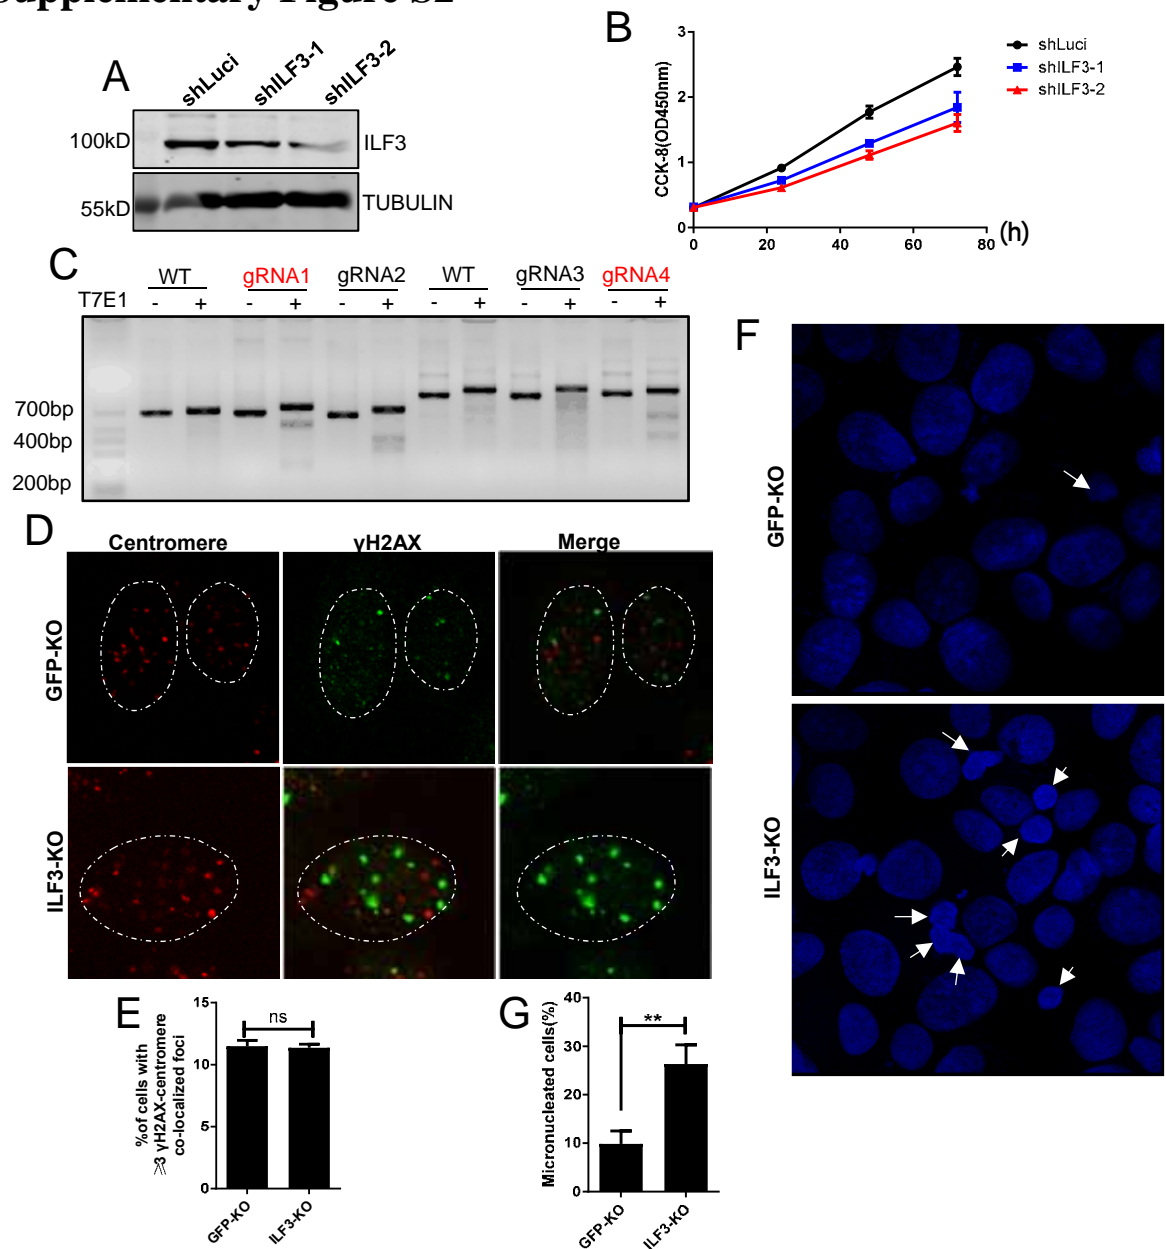 Supplementary Figure S2
A
shLuci
shILF3-1
shILF3-2
100kD
ILF3
55kD
TUBULIN
B
CCK-8(OD450nm)
3
2
1
0
0 20 40 60 80 (h)
shLuci
shILF3-1
shILF3-2
C
WT gRNA1 gRNA2 WT gRNA3 gRNA4
T7E1 - + - + - + - + - + - +
700bp
400bp
200bp
D
Centromere γH2AX Merge
GFP-KO
ILF3-KO
E
%of cells with
≥3 γH2AX-centromere
co-localized foci
15
10
5
0
ns
GFP-KO
ILF3-KO
F
GFP-KO
ILF3-KO
G
Micronucleated cells(%)
40
30
20
10
0
**
GFP-KO
ILF3-KO